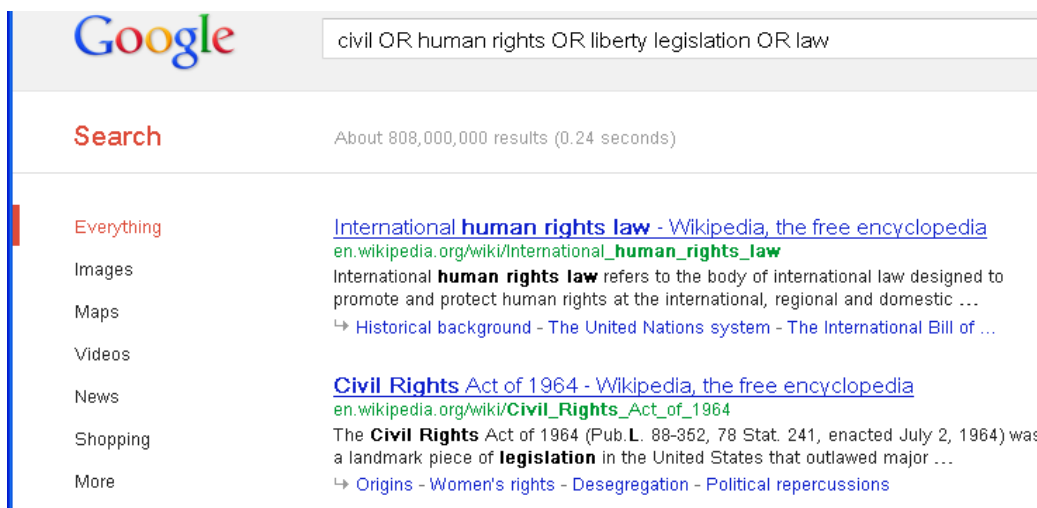 Google
civil OR human rights OR liberty legislation OR law
Search
About 808,000,000 results (0.24 seconds)
Everything
Images
Maps
Videos
News
Shopping
More
International human rights law - Wikipedia, the free encyclopedia
en.wikipedia.org/wiki/International_human_rights_law
International human rights law refers to the body of international law designed to
promote and protect human rights at the international, regional and domestic ...
↳ Historical background - The United Nations system - The International Bill of ...
Civil Rights Act of 1964 - Wikipedia, the free encyclopedia
en.wikipedia.org/wiki/Civil_Rights_Act_of_1964
The Civil Rights Act of 1964 (Pub.L. 88-352, 78 Stat. 241, enacted July 2, 1964) was
a landmark piece of legislation in the United States that outlawed major ...
↳ Origins - Women's rights - Desegregation - Political repercussions